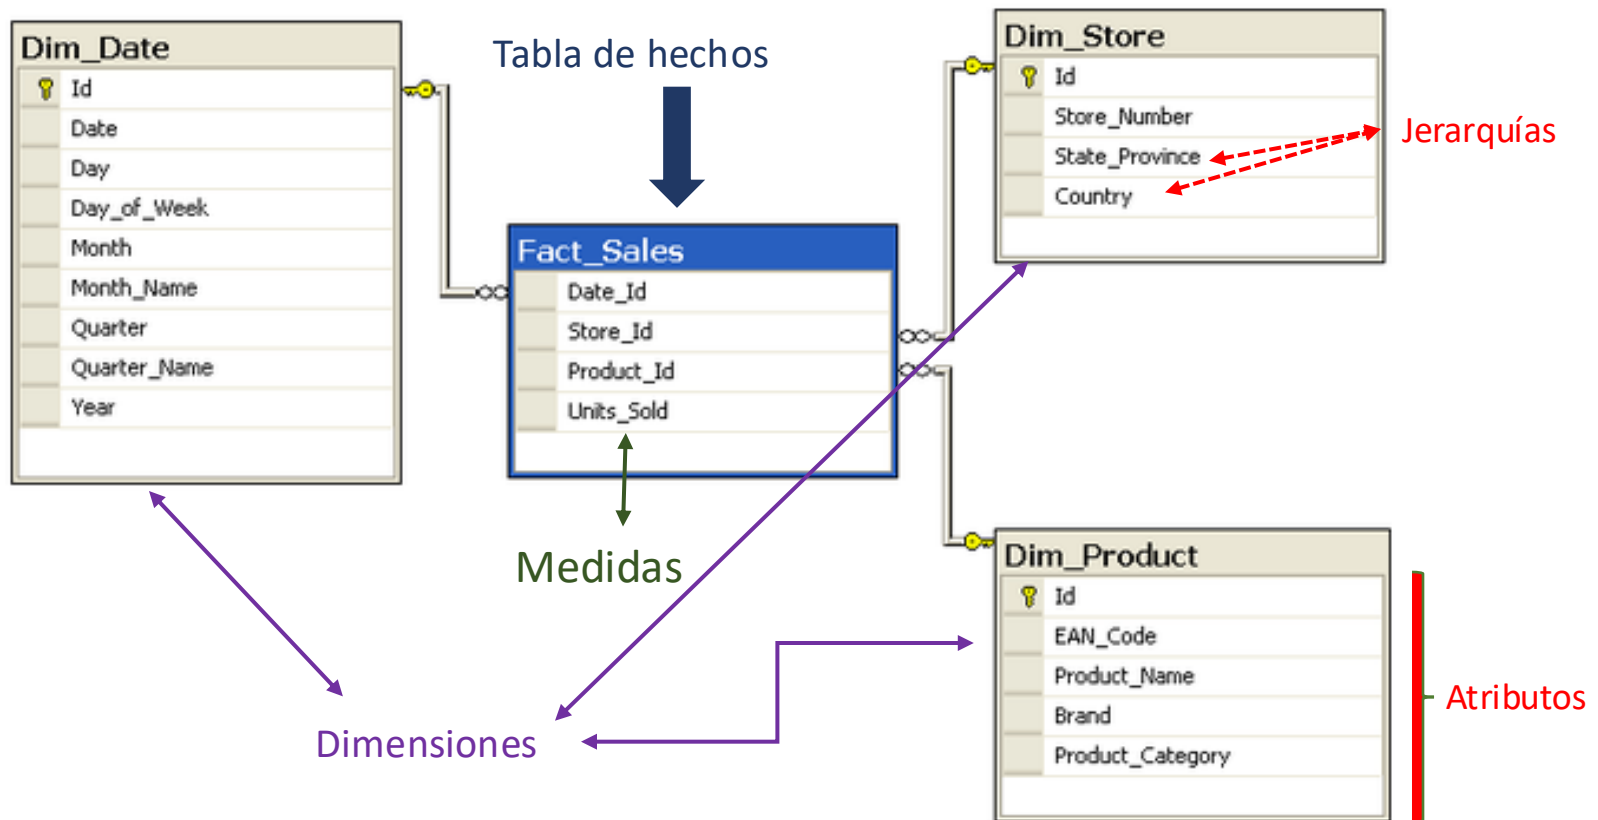 Dim_Date
Id
Date
Day
Day_of_Week
Month
Month_Name
Quarter
Quarter_Name
Year
Tabla de hechos
Fact_Sales
Date_Id
Store_Id
Product_Id
Units_Sold
Medidas
Dimensiones
Dim_Store
Id
Store_Number
State_Province
Country
Jerarquías
Dim_Product
Id
EAN_Code
Product_Name
Brand
Product_Category
Atributos